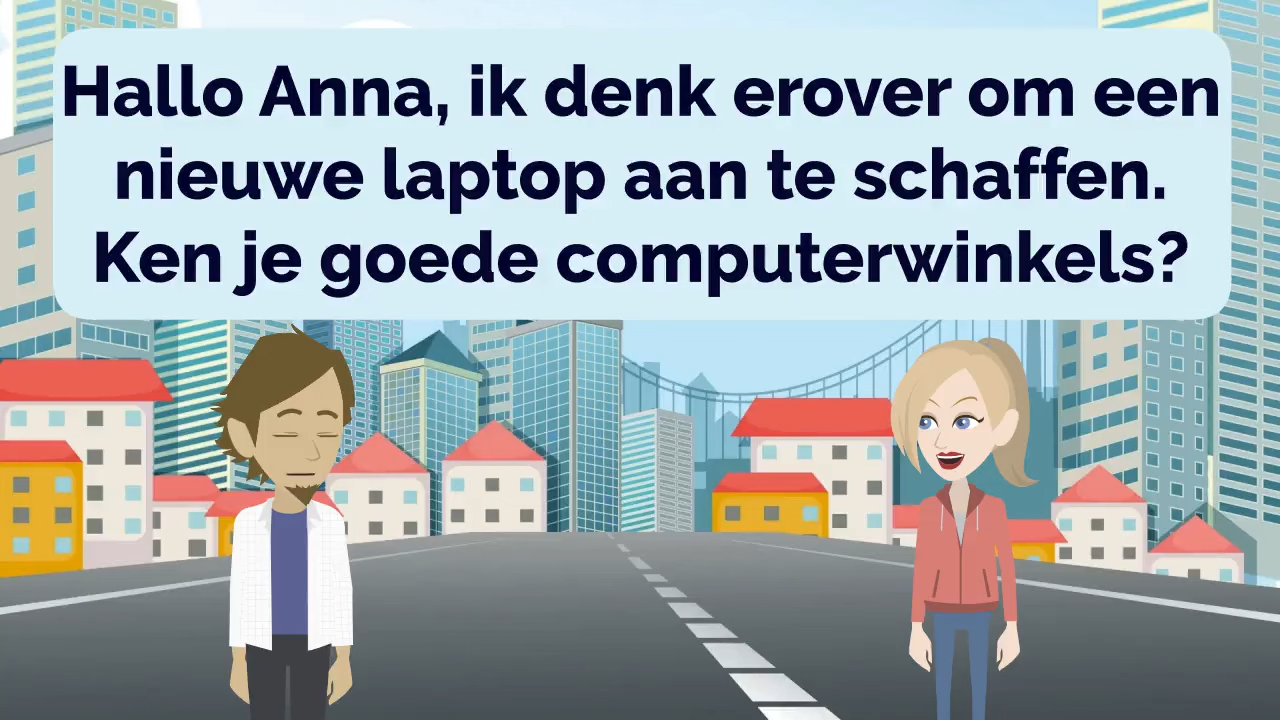 Hallo Anna, ik denk erover om een
nieuwe laptop aan te schaffen.
Ken je goede computerwinkels?